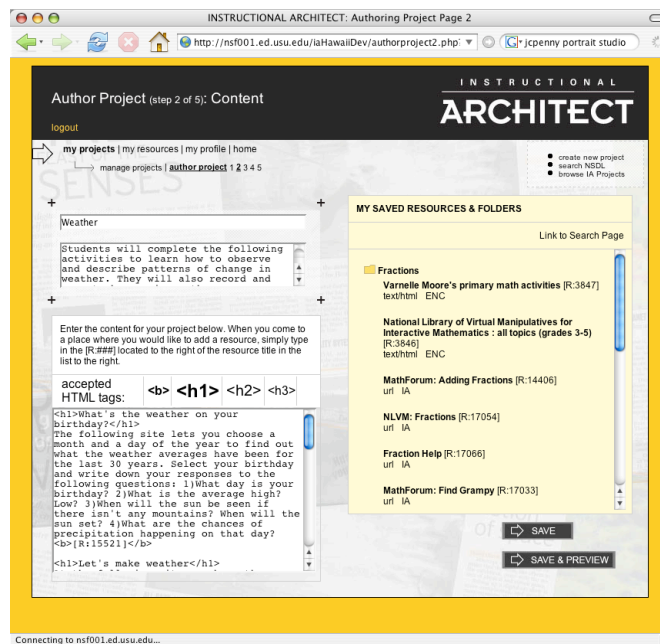 INSTRUCTIONAL ARCHITECT: Authoring Project Page 2
http://nsf001.ed.usu.edu/iaHawaiiDev/authorproject2.php
G jcpenny portrait studio
Author Project (step 2 of 5): Content
logout
INSTRUCTIONAL
ARCHITECT
my projects | my resources | my profile | home
manage projects | author project 1 2 3 4 5
create new project
search NSDL
browse IA Projects
Weather
Students will complete the following
activities to learn how to observe
and describe patterns of change in
weather. They will also record and
Enter the content for your project below. When you come to
a place where you would like to add a resource, simply type
in the [R:###] located to the right of the resource title in the
list to the right.
accepted
HTML tags:
<b> <h1> <h2> <h3>
<h1>What's the weather on your
birthday?</h1>
The following site lets you choose a
month and a day of the year to find out
what the weather averages have been for
the last 30 years. Select your birthday
and write down your responses to the
following questions: 1)What day is your
birthday? 2)What is the average high?
Low? 3)When will the sun be seen if
there isn't any mountains? When will the
sun set? 4)What are the chances of
precipitation happening on that day?
<b>[R:15521]</b>
<h1>Let's make weather</h1>
MY SAVED RESOURCES & FOLDERS
Link to Search Page
Fractions
Varnelle Moore's primary math activities [R:3847]
text/html ENC
National Library of Virtual Manipulatives for
Interactive Mathematics : all topics (grades 3-5)
[R:3846]
text/html ENC
MathForum: Adding Fractions [R:14406]
url IA
NLVM: Fractions [R:17054]
url IA
Fraction Help [R:17066]
url IA
MathForum: Find Grampy [R:17033]
url IA
SAVE
SAVE & PREVIEW
Connecting to nsf001.ed.usu.edu...